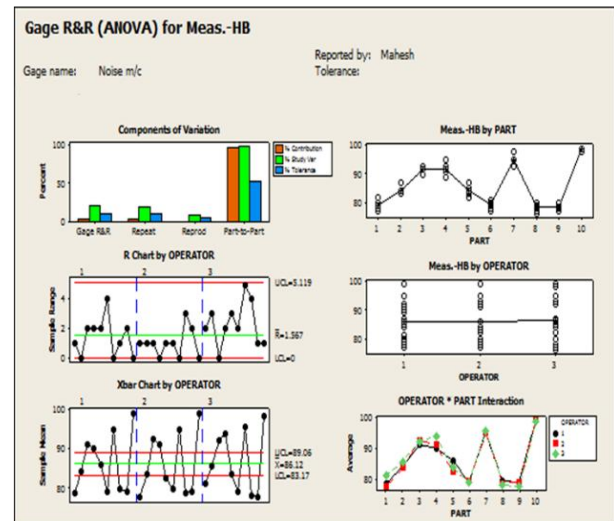 Gage R&R (ANOVA) for Meas.-HB
Reported by: Mahesh
Gage name: Noise m/c
Tolerance:
Components of Variation
Percent
100
50
0
Gage R&R Repeat Reprod Part-to-Part
% Contribution
% Study Var
% Tolerance
Meas.-HB by PART
100
90
80
1 2 3 4 5 6 7 8 9 10
PART
R Chart by OPERATOR
1 2 3
Sample Range
4
2
0
UCL=5.119
R=1.567
LCL=0
Meas.-HB by OPERATOR
100
90
80
1 2 3
OPERATOR
Xbar Chart by OPERATOR
1 2 3
Sample Mean
100
90
80
UCL=89.06
X=86.12
LCL=83.17
OPERATOR * PART Interaction
Average
100
90
80
1 2 3 4 5 6 7 8 9 10
PART
OPERATOR
1
2
3